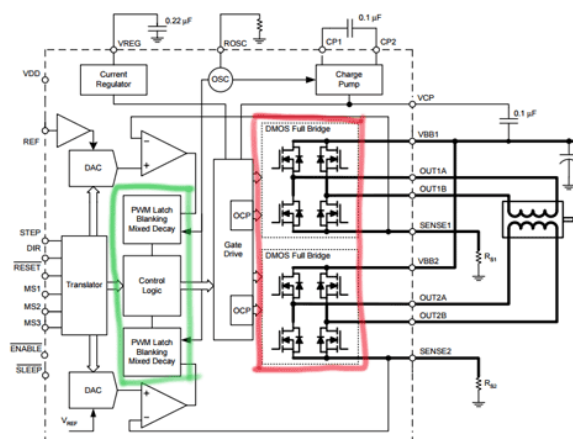 0.22 µF
0.1 µF
VREG
ROSC
CP1
CP2
VDD
Current
Regulator
OSC
Charge
Pump
VCP
0.1 µF
REF
DMOS Full Bridge
VBB1
DAC
OUT1A
OUT1B
PWM Latch
Blanking
Mixed Decay
OCP
STEP
DIR
RESET
MS1
MS2
MS3
Translator
Control
Logic
Gate
Drive
SENSE1
RS1
DMOS Full Bridge
VBB2
OCP
OUT2A
OUT2B
PWM Latch
Blanking
Mixed Decay
ENABLE
SLEEP
SENSE2
DAC
RS2
VREF
+
−
+
−